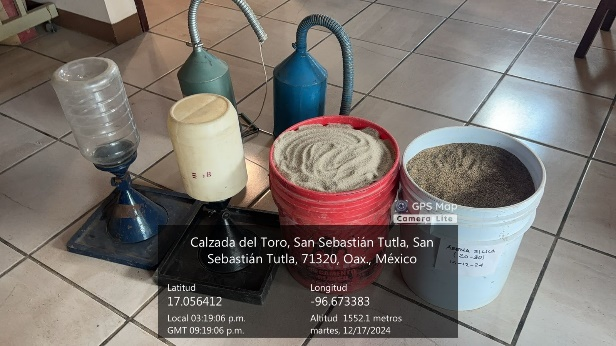 GPS Map
Camera Lite
ARENA SILICA
(20-30)
Calzada del Toro, San Sebastián Tutla, San
Sebastián Tutla, 71320, Oax., México
Latitud
17.056412
Longitud
-96.673383
Local 03:19:06 p.m.
GMT 09:19:06 p.m.
Altitud 1552.1 metros
martes, 12/17/2024